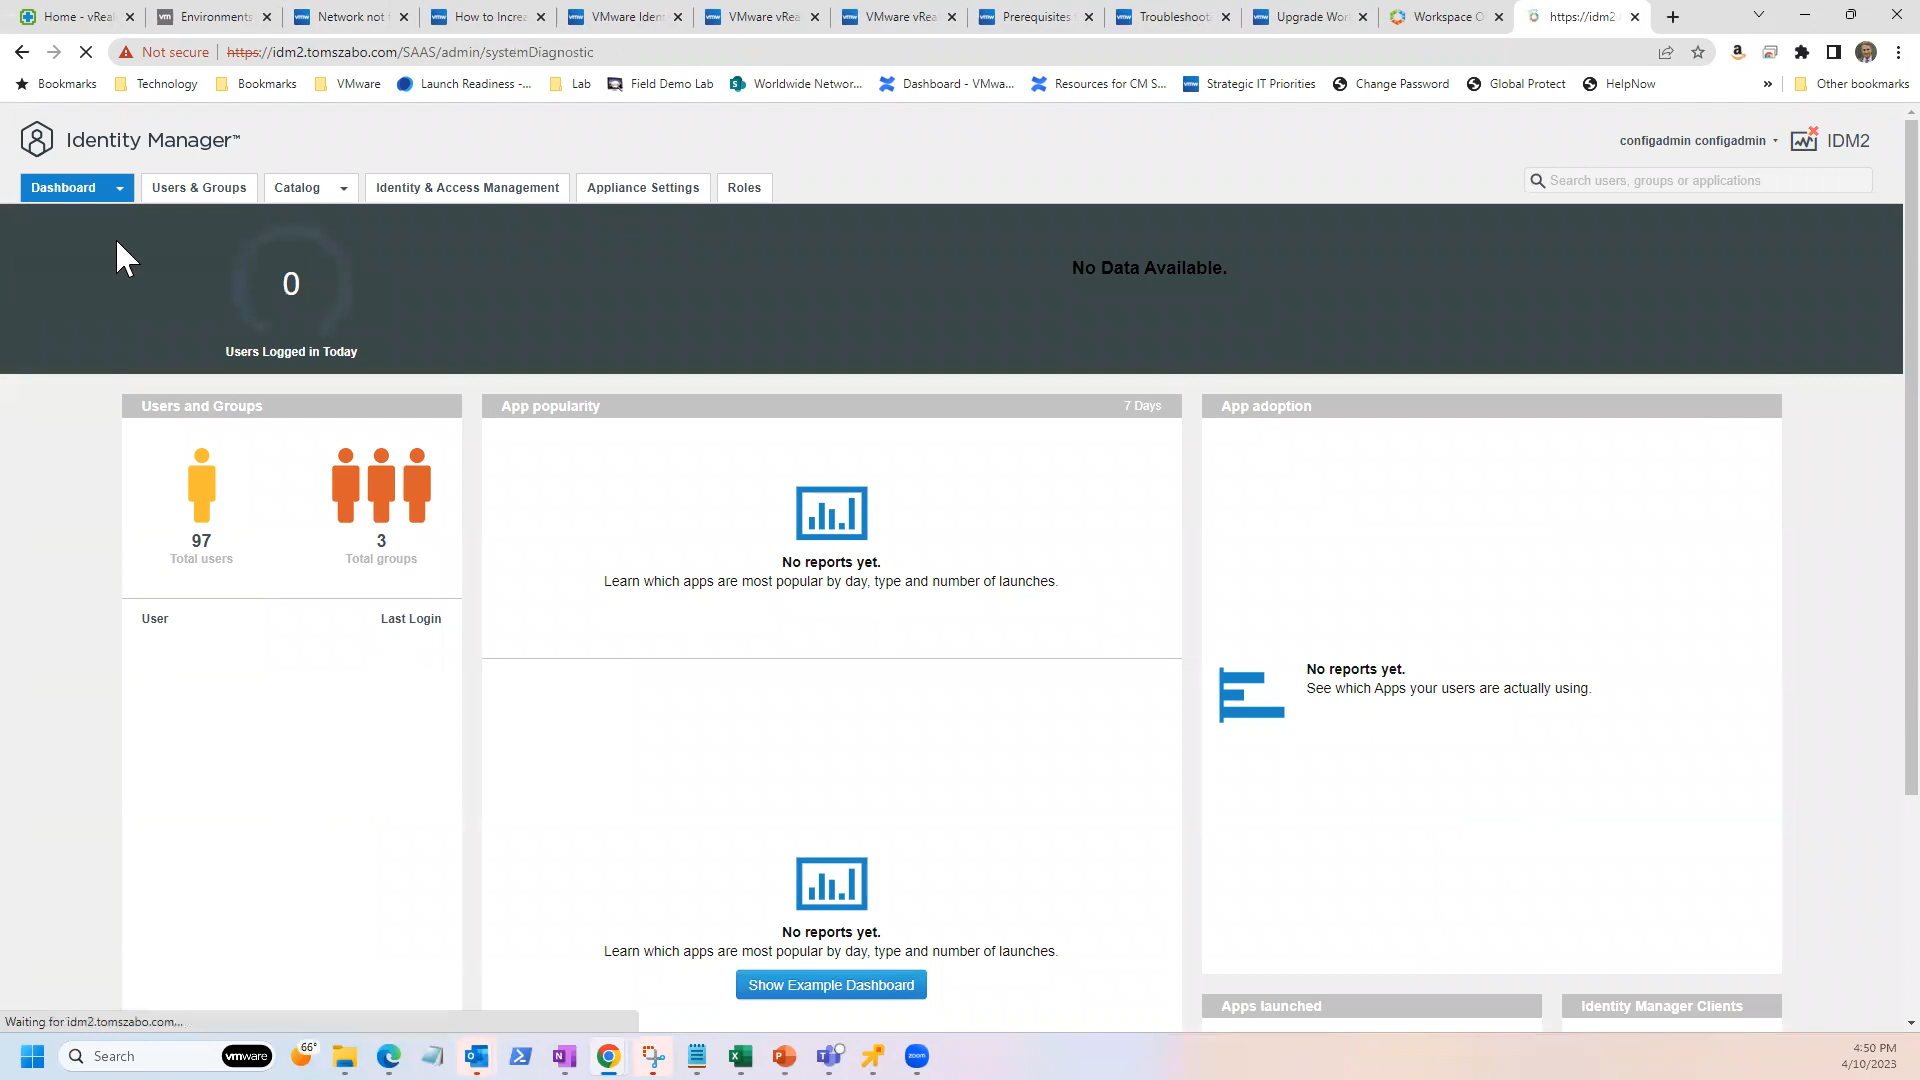 Home - vReal
Environments
Network not f
How to Increa
VMware Iden
VMware vRea
VMware vRea
Prerequisites
Troubleshooti
Upgrade Wor
Workspace O
https://idm2.
Not secure
https://idm2.tomszabo.com/SAAS/admin/systemDiagnostic
Bookmarks
Technology
Bookmarks
VMware
Launch Readiness -...
Lab
Field Demo Lab
Worldwide Networ...
Dashboard - VMwa...
Resources for CM S...
Strategic IT Priorities
Change Password
Global Protect
HelpNow
»
Other bookmarks
Identity Manager™
configadmin configadmin
IDM2
Dashboard
Users & Groups
Catalog
Identity & Access Management
Appliance Settings
Roles
Search users, groups or applications
0
Users Logged in Today
No Data Available.
Users and Groups
97
Total users
3
Total groups
User
Last Login
App popularity
7 Days
No reports yet.
Learn which apps are most popular by day, type and number of launches.
No reports yet.
Learn which apps are most popular by day, type and number of launches.
Show Example Dashboard
App adoption
No reports yet.
See which Apps your users are actually using.
Apps launched
Identity Manager Clients
Waiting for idm2.tomszabo.com...
Search
vmware
66°
zoom
4:50 PM
4/10/2023